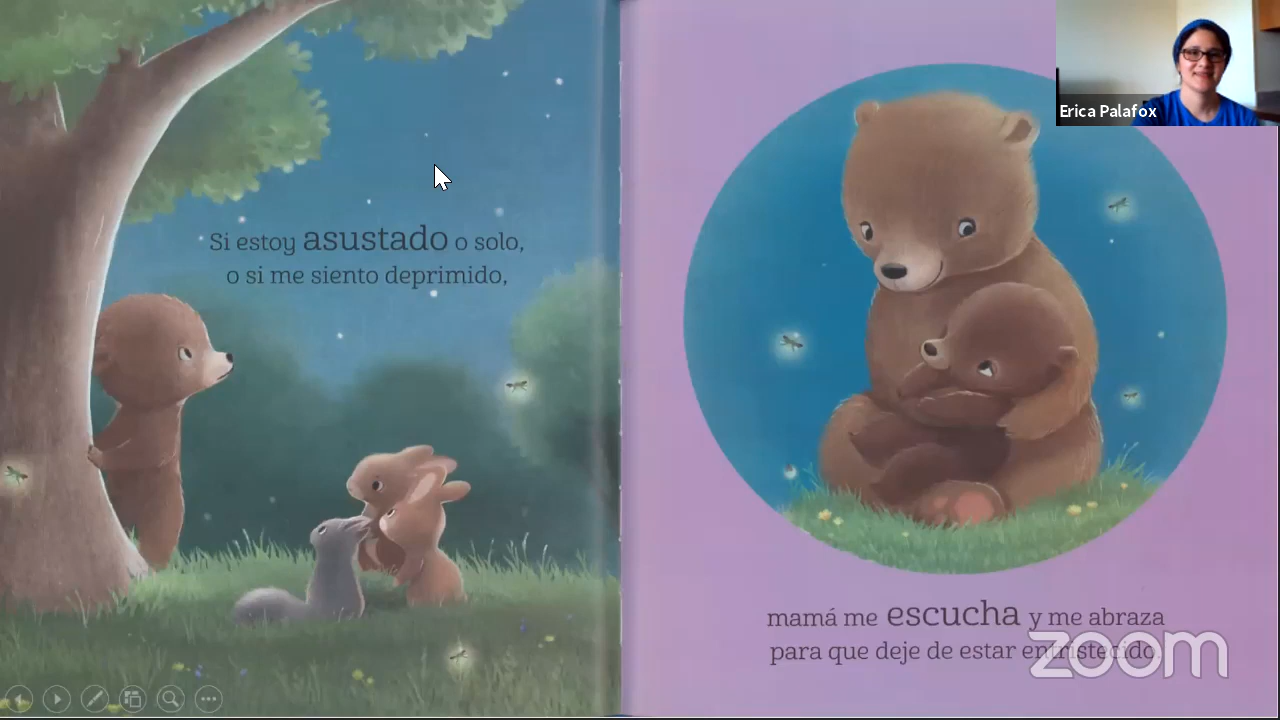 Erica Palafox
Si estoy asustado o solo,
o si me siento deprimido,
mamá me escucha y me abraza
para que deje de estar entristecido.
zoom